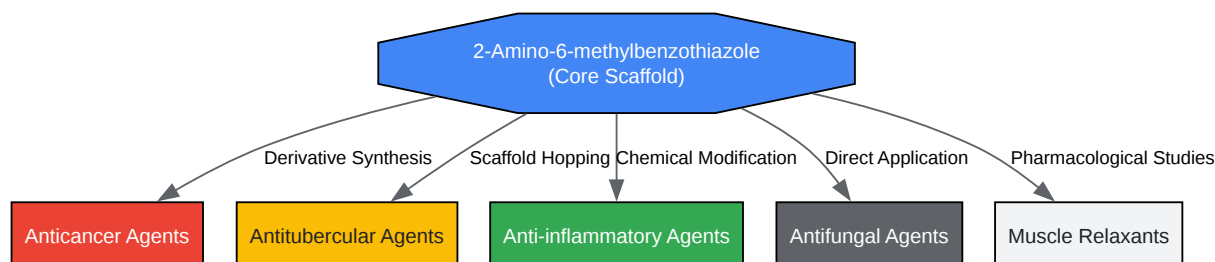 2-Amino-6-methylbenzothiazole
(Core Scaffold)
Derivative Synthesis
Scaffold Hopping
Chemical Modification
Direct Application
Pharmacological Studies
Anticancer Agents
Antitubercular Agents
Anti-inflammatory Agents
Antifungal Agents
Muscle Relaxants